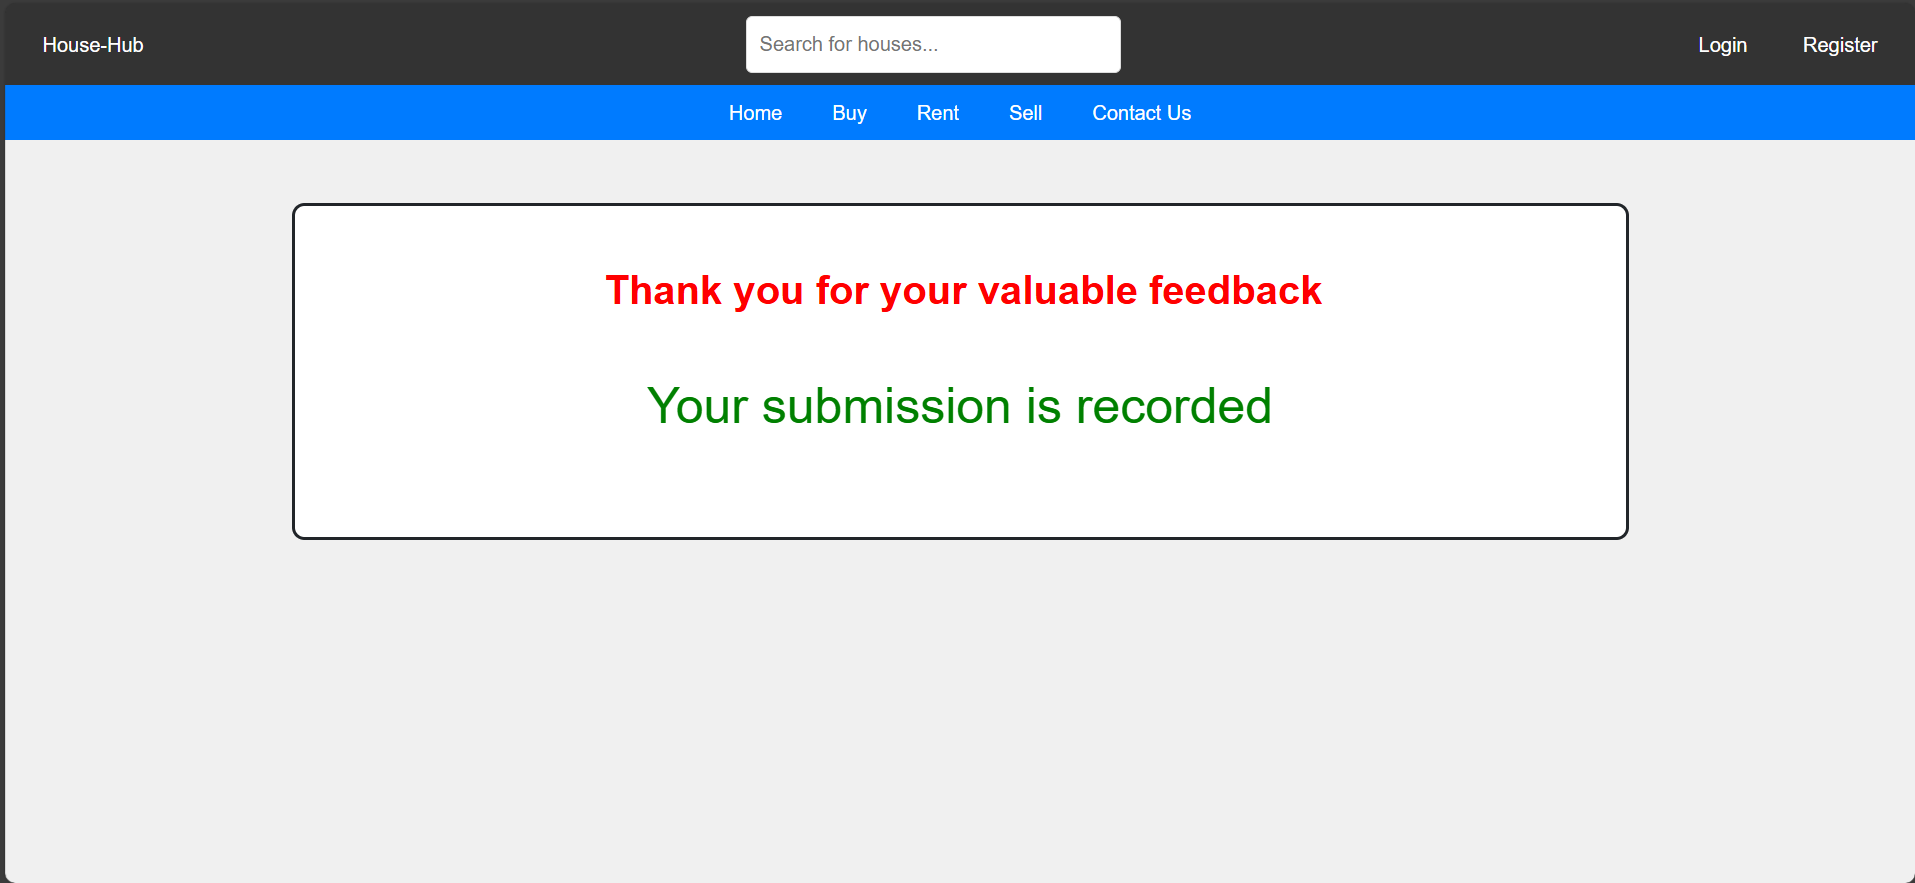 House-Hub
Search for houses...
Login
Register
Home
Buy
Rent
Sell
Contact Us
Thank you for your valuable feedback
Your submission is recorded